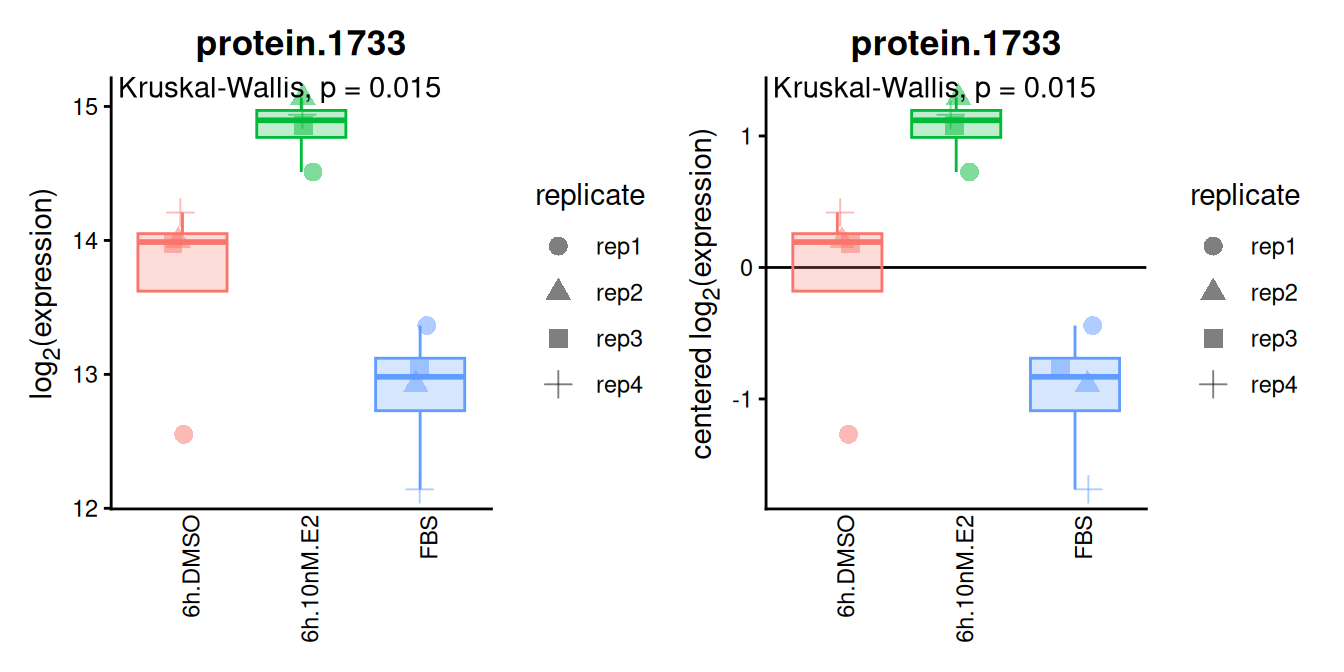 protein.1733
Kruskal-Wallis, p = 0.015
log2(expression)
15
14
13
12
6h.DMSO
6h.10nM.E2
FBS
replicate
rep1
rep2
rep3
rep4
protein.1733
Kruskal-Wallis, p = 0.015
centered log2(expression)
1
0
-1
6h.DMSO
6h.10nM.E2
FBS
replicate
rep1
rep2
rep3
rep4